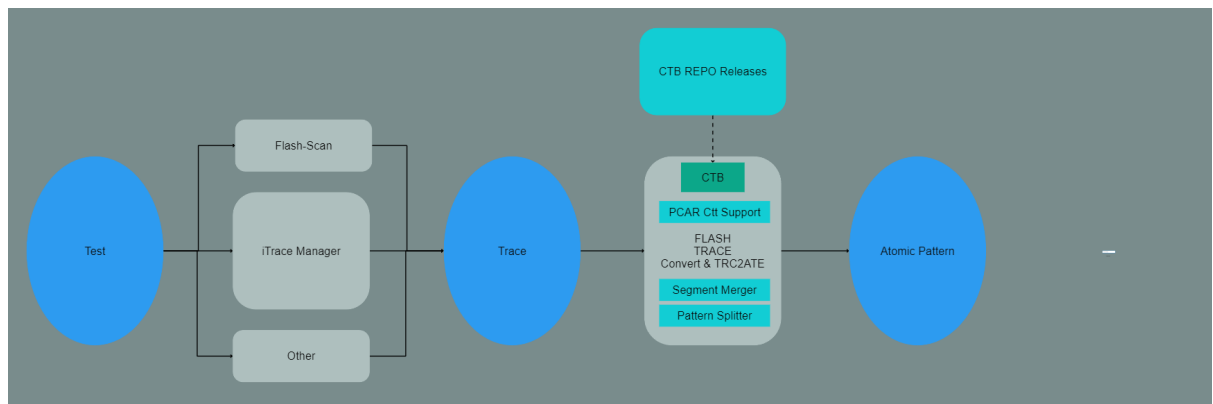 CTB REPO Releases
Flash-Scan
CTB
PCAR Ctt Support
Test
iTrace Manager
Trace
FLASH
TRACE
Convert & TRC2ATE
Atomic Pattern
Segment Merger
Pattern Splitter
Other